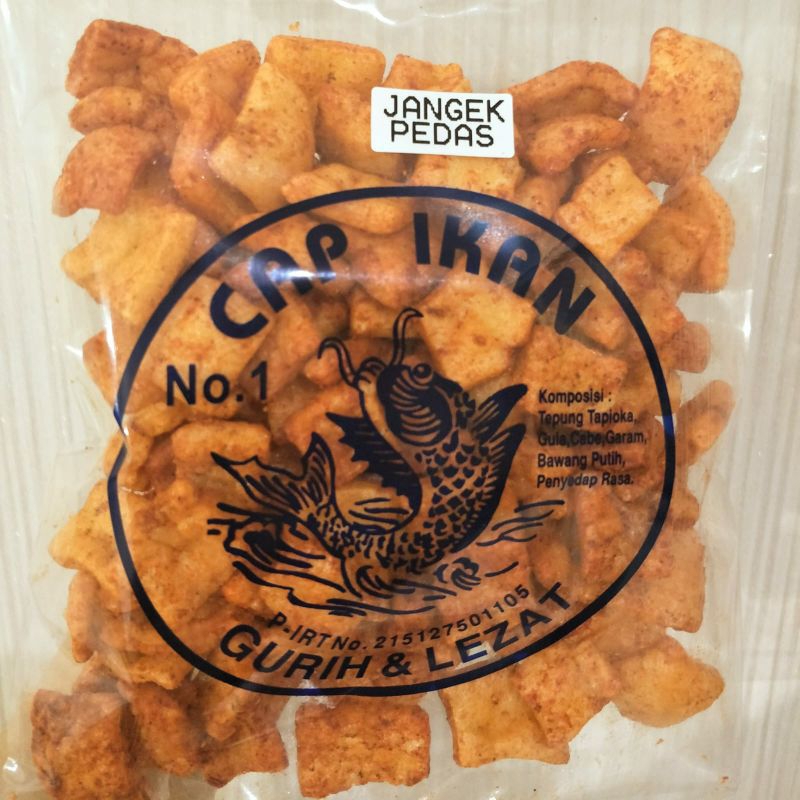 JANGEK
PEDAS
CAP IKAN
No.1
Komposisi :
Tepung Tapioka,
Gula,Cabe,Garam,
Bawang Putih,
Penyedap Rasa.
P-IRT No. 215127501105
GURIH & LEZAT